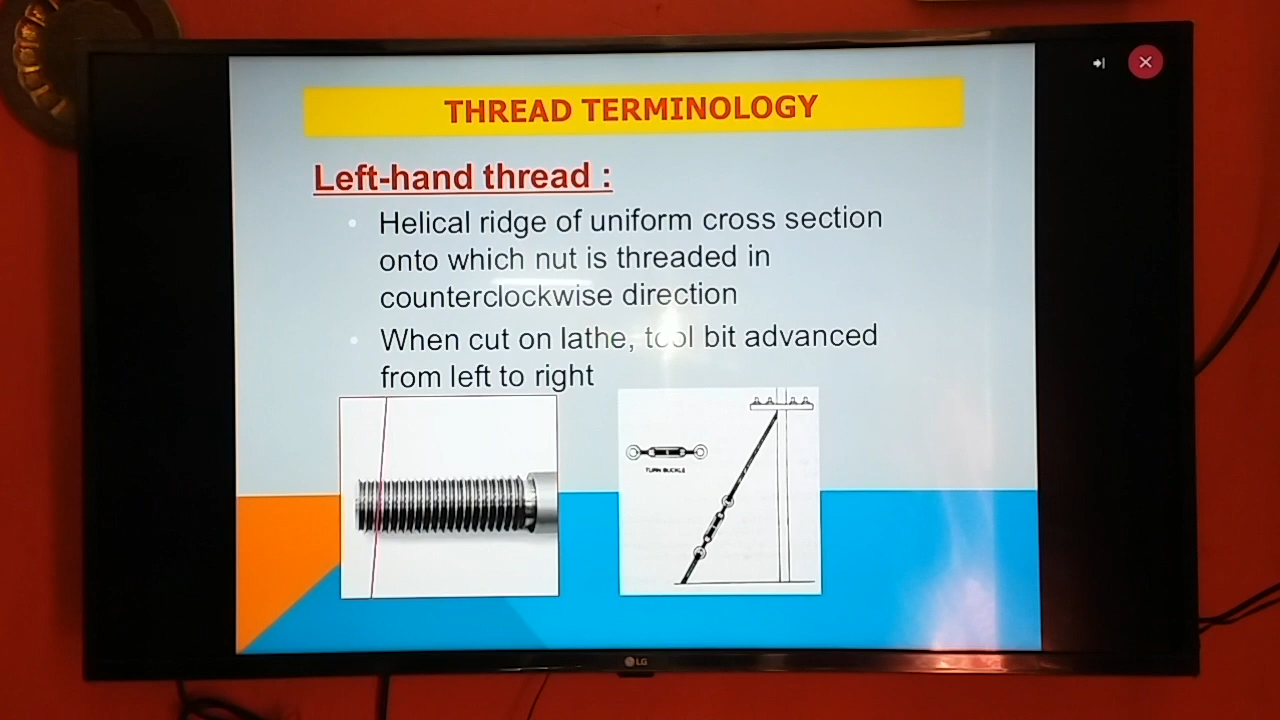 THREAD TERMINOLOGY
Left-hand thread :
• Helical ridge of uniform cross section
onto which nut is threaded in
counterclockwise direction
• When cut on lathe, tool bit advanced
from left to right
TURN BUCKLE
LG